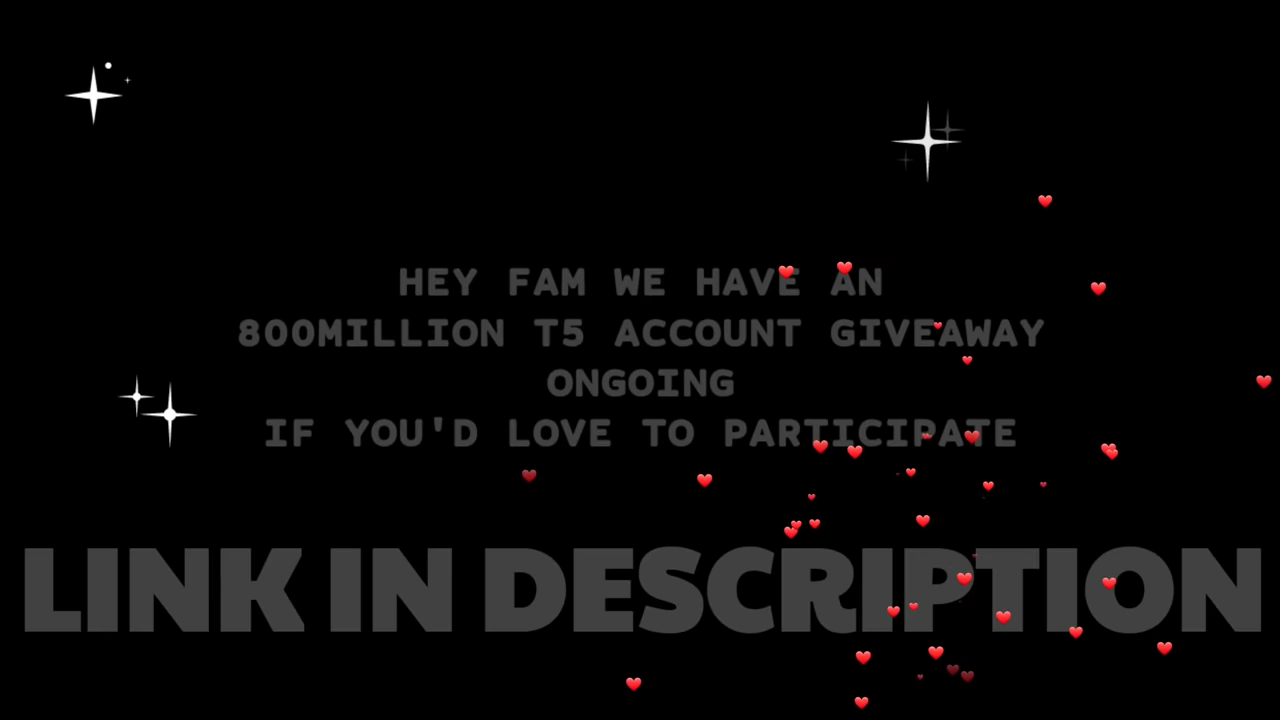 HEY FAM WE HAVE AN
800MILLION T5 ACCOUNT GIVEAWAY
ONGOING
IF YOU'D LOVE TO PARTICIPATE
LINK IN DESCRIPTION